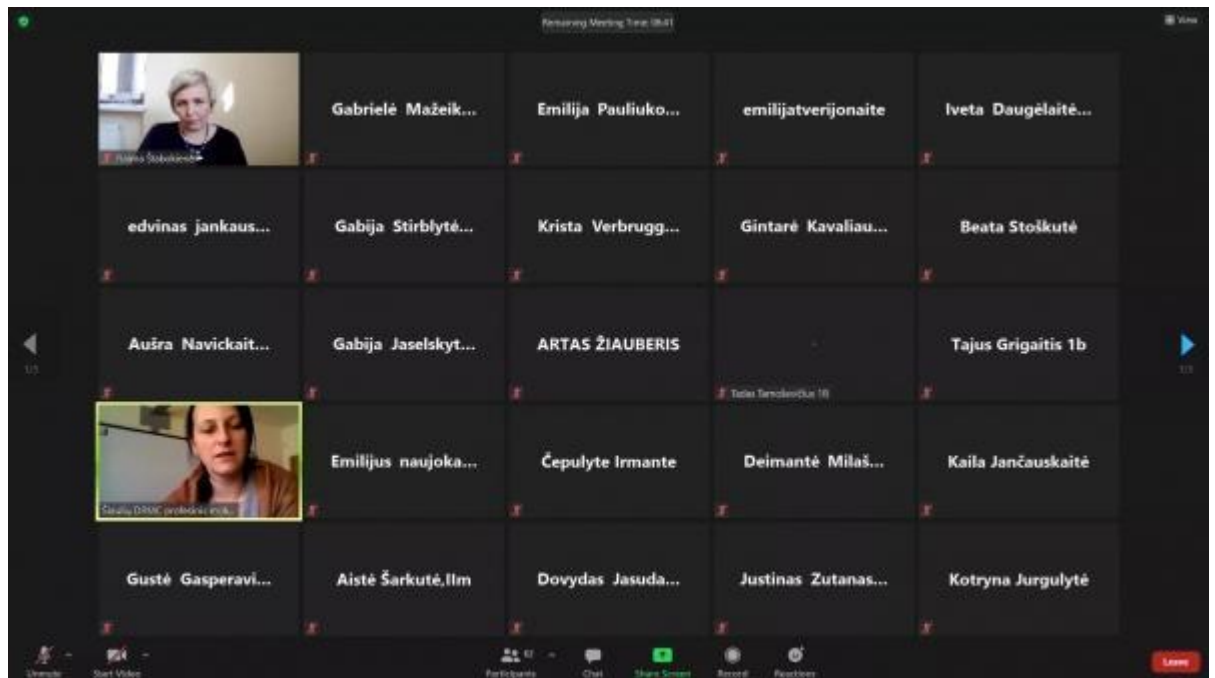 Remaining Meeting Time:
View
Gabrielė Mažeik...
Emilija Pauliuko...
emilijatverijonaite
Iveta Daugėlaitė...
edvinas jankaus...
Gabija Stirblytė...
Krista Verbrugg...
Gintarė Kavaliau...
Beata Stoškutė
Aušra Navickait...
Gabija Jaselskyt...
ARTAS ŽIAUBERIS
Tajus Grigaitis 1b
Emilijus naujoka...
Čepulyte Irmante
Deimantė Milaš...
Kaila Jančauskaitė
Gustė Gasperavi...
Aistė Šarkutė,IIm
Dovydas Jasuda...
Justinas Zutanas...
Kotryna Jurgulytė
Unmute
Start Video
Participants
Chat
Share Screen
Record
Reactions
Leave